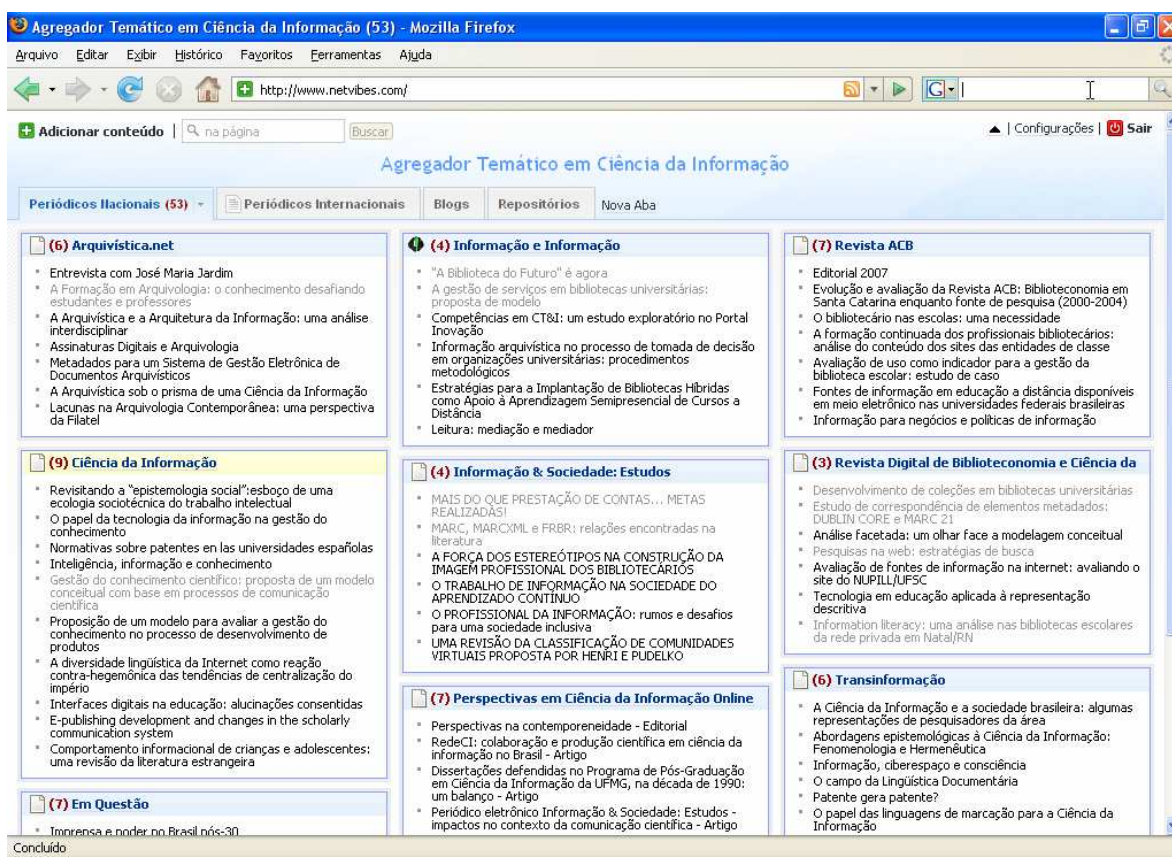 Agregador Temático em Ciência da Informação (53) - Mozilla Firefox
Arquivo Editar Exibir Histórico Favoritos Ferramentas Ajuda
http://www.netvibes.com/
G
Adicionar conteúdo | na página Buscar
▲ | Configurações | Sair
Agregador Temático em Ciência da Informação
Periódicos Nacionais (53) Periódicos Internacionais Blogs Repositórios Nova Aba
(6) Arquivística.net
Entrevista com José Maria Jardim
A Formação em Arquivologia: o conhecimento desafiando
estudantes e professores
A Arquivística e a Arquitetura da Informação: uma análise
interdisciplinar
Assinaturas Digitais e Arquivologia
Metadados para um Sistema de Gestão Eletrônica de
Documentos Arquivísticos
A Arquivística sob o prisma de uma Ciência da Informação
Lacunas na Arquivologia Contemporânea: uma perspectiva
da Filatel
(9) Ciência da Informação
Revisitando a "epistemologia social":esboço de uma
ecologia sociotécnica do trabalho intelectual
O papel da tecnologia da informação na gestão do
conhecimento
Normativas sobre patentes en las universidades españolas
Inteligência, informação e conhecimento
Gestão do conhecimento científico: proposta de um modelo
conceitual com base em processos de comunicação
científica
Proposição de um modelo para avaliar a gestão do
conhecimento no processo de desenvolvimento de
produtos
A diversidade lingüística da Internet como reação
contra-hegemônica das tendências de centralização do
império
Interfaces digitais na educação: alucinações consentidas
E-publishing development and changes in the scholarly
communication system
Comportamento informacional de crianças e adolescentes:
uma revisão da literatura estrangeira
(7) Em Questão
Imprensa e poder no Brasil pós-30
(4) Informação e Informação
"A Biblioteca do Futuro" é agora
A gestão de serviços em bibliotecas universitárias:
proposta de modelo
Competências em CT&I: um estudo exploratório no Portal
Inovação
Informação arquivística no processo de tomada de decisão
em organizações universitárias: procedimentos
metodológicos
Estratégias para a Implantação de Bibliotecas Híbridas
como Apoio à Aprendizagem Semipresencial de Cursos a
Distância
Leitura: mediação e mediador
(4) Informação & Sociedade: Estudos
MAIS DO QUE PRESTAÇÃO DE CONTAS... METAS
REALIZADAS!
MARC, MARCXML e FRBR: relações encontradas na
literatura
A FORÇA DOS ESTEREÓTIPOS NA CONSTRUÇÃO DA
IMAGEM PROFISSIONAL DOS BIBLIOTECÁRIOS
O TRABALHO DE INFORMAÇÃO NA SOCIEDADE DO
APRENDIZADO CONTÍNUO
O PROFISSIONAL DA INFORMAÇÃO: rumos e desafios
para uma sociedade inclusiva
UMA REVISÃO DA CLASSIFICAÇÃO DE COMUNIDADES
VIRTUAIS PROPOSTA POR HENRI E PUDELKO
(7) Perspectivas em Ciência da Informação Online
Perspectivas na contemporeneidade - Editorial
RedeCI: colaboração e produção científica em ciência da
informação no Brasil - Artigo
Dissertações defendidas no Programa de Pós-Graduação
em Ciência da Informação da UFMG, na década de 1990:
um balanço - Artigo
Periódico eletrônico Informação & Sociedade: Estudos -
impactos no contexto da comunicação científica - Artigo
(7) Revista ACB
Editorial 2007
Evolução e avaliação da Revista ACB: Biblioteconomia em
Santa Catarina enquanto fonte de pesquisa (2000-2004)
O bibliotecário nas escolas: uma necessidade
A formação continuada dos profissionais bibliotecários:
análise do conteúdo dos sites das entidades de classe
Avaliação de uso como indicador para a gestão da
biblioteca escolar: estudo de caso
Fontes de informação em educação a distância disponíveis
em meio eletrônico nas universidades federais brasileiras
Informação para negócios e políticas de informação
(3) Revista Digital de Biblioteconomia e Ciência da
Desenvolvimento de coleções em bibliotecas universitárias
Estudo de correspondência de elementos metadados:
DUBLIN CORE e MARC 21
Análise facetada: um olhar face a modelagem conceitual
Pesquisas na web: estratégias de busca
Avaliação de fontes de informação na internet: avaliando o
site do NUPILL/UFSC
Tecnologia em educação aplicada à representação
descritiva
Information literacy: uma análise nas bibliotecas escolares
da rede privada em Natal/RN
(6) Transinformação
A Ciência da Informação e a sociedade brasileira: algumas
representações de pesquisadores da área
Abordagens epistemológicas à Ciência da Informação:
Fenomenologia e Hermenêutica
Informação, ciberespaço e consciência
O campo da Lingüística Documentária
Patente gera patente?
O papel das linguagens de marcação para a Ciência da
Informação
Concluído